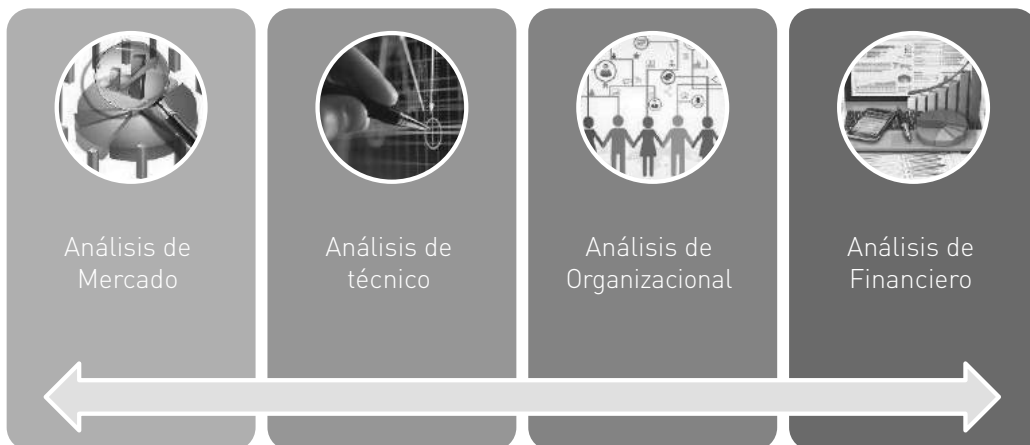 Análisis de
Mercado
Análisis de
técnico
Análisis de
Organizacional
Análisis de
Financiero